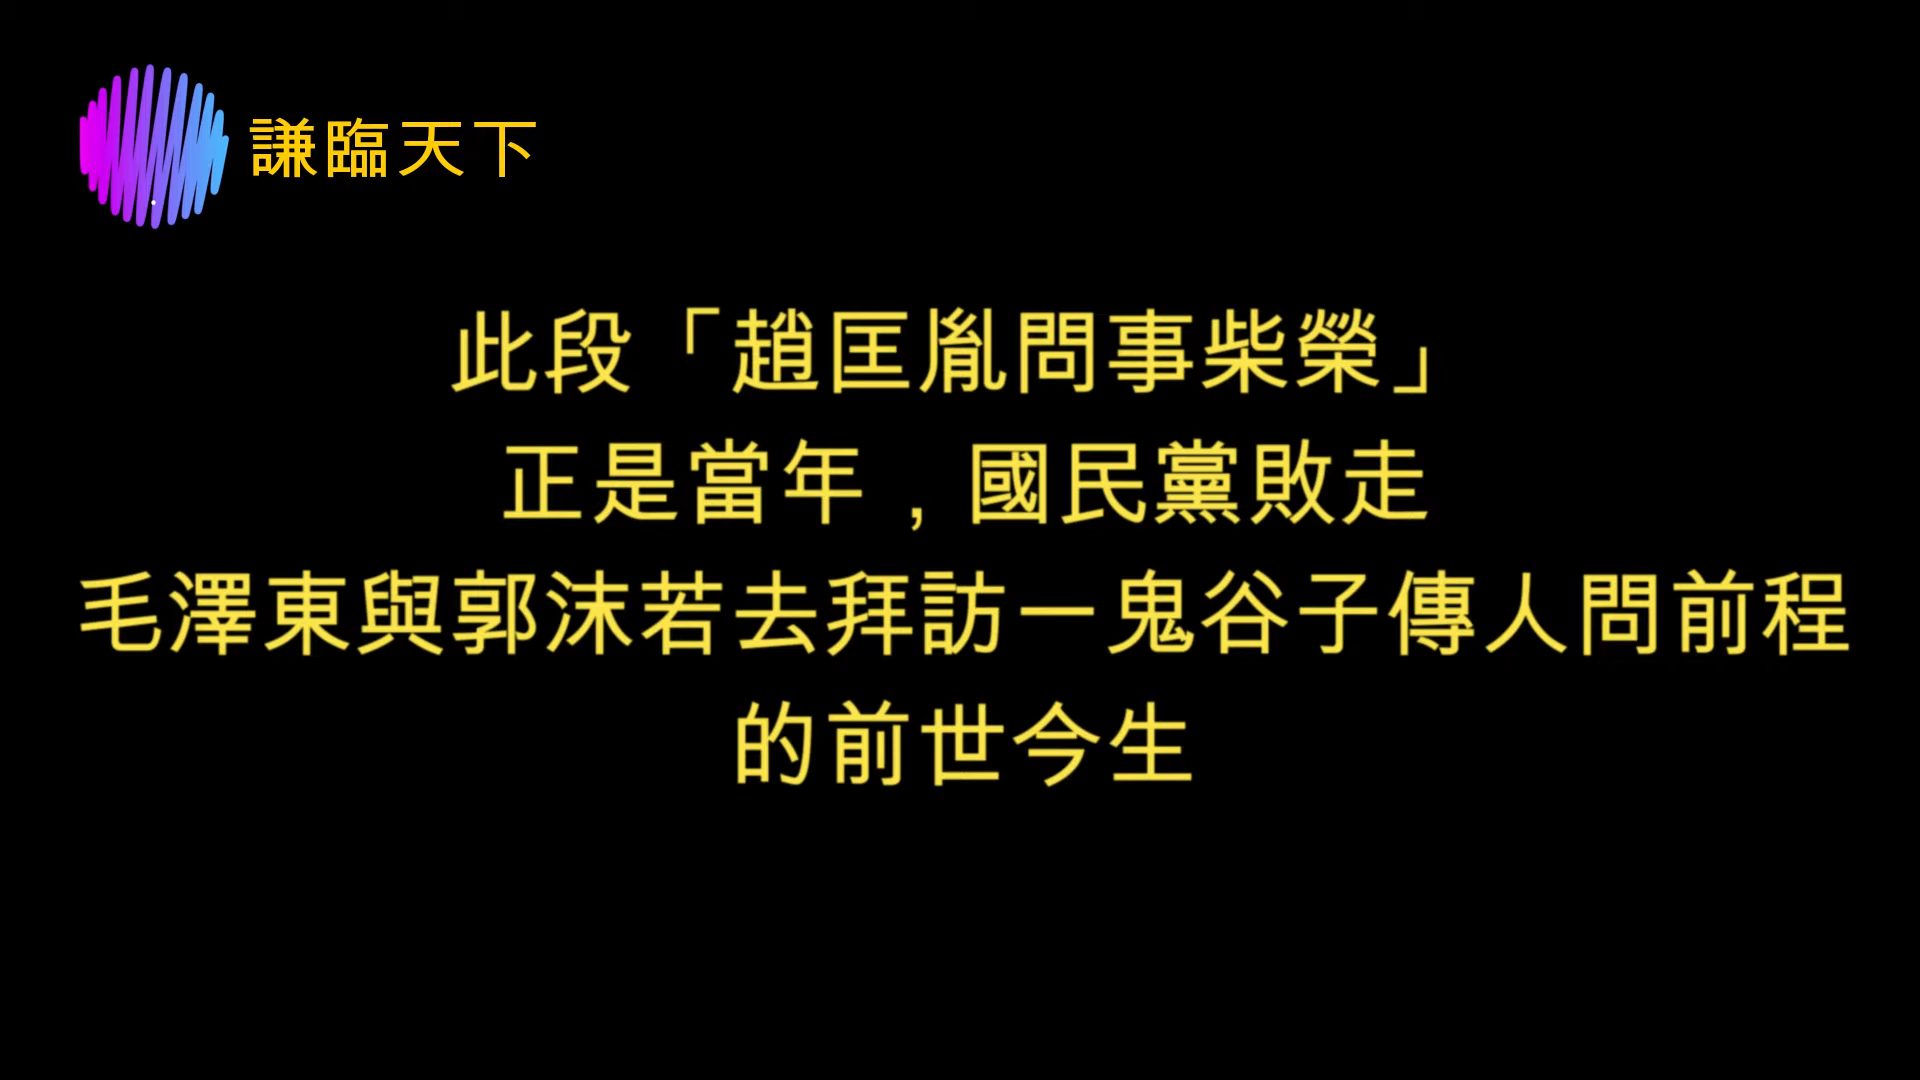 謙臨天下
此段「趙匡胤問事柴榮」
正是當年，國民黨敗走
毛澤東與郭沫若去拜訪一鬼谷子傳人問前程
的前世今生